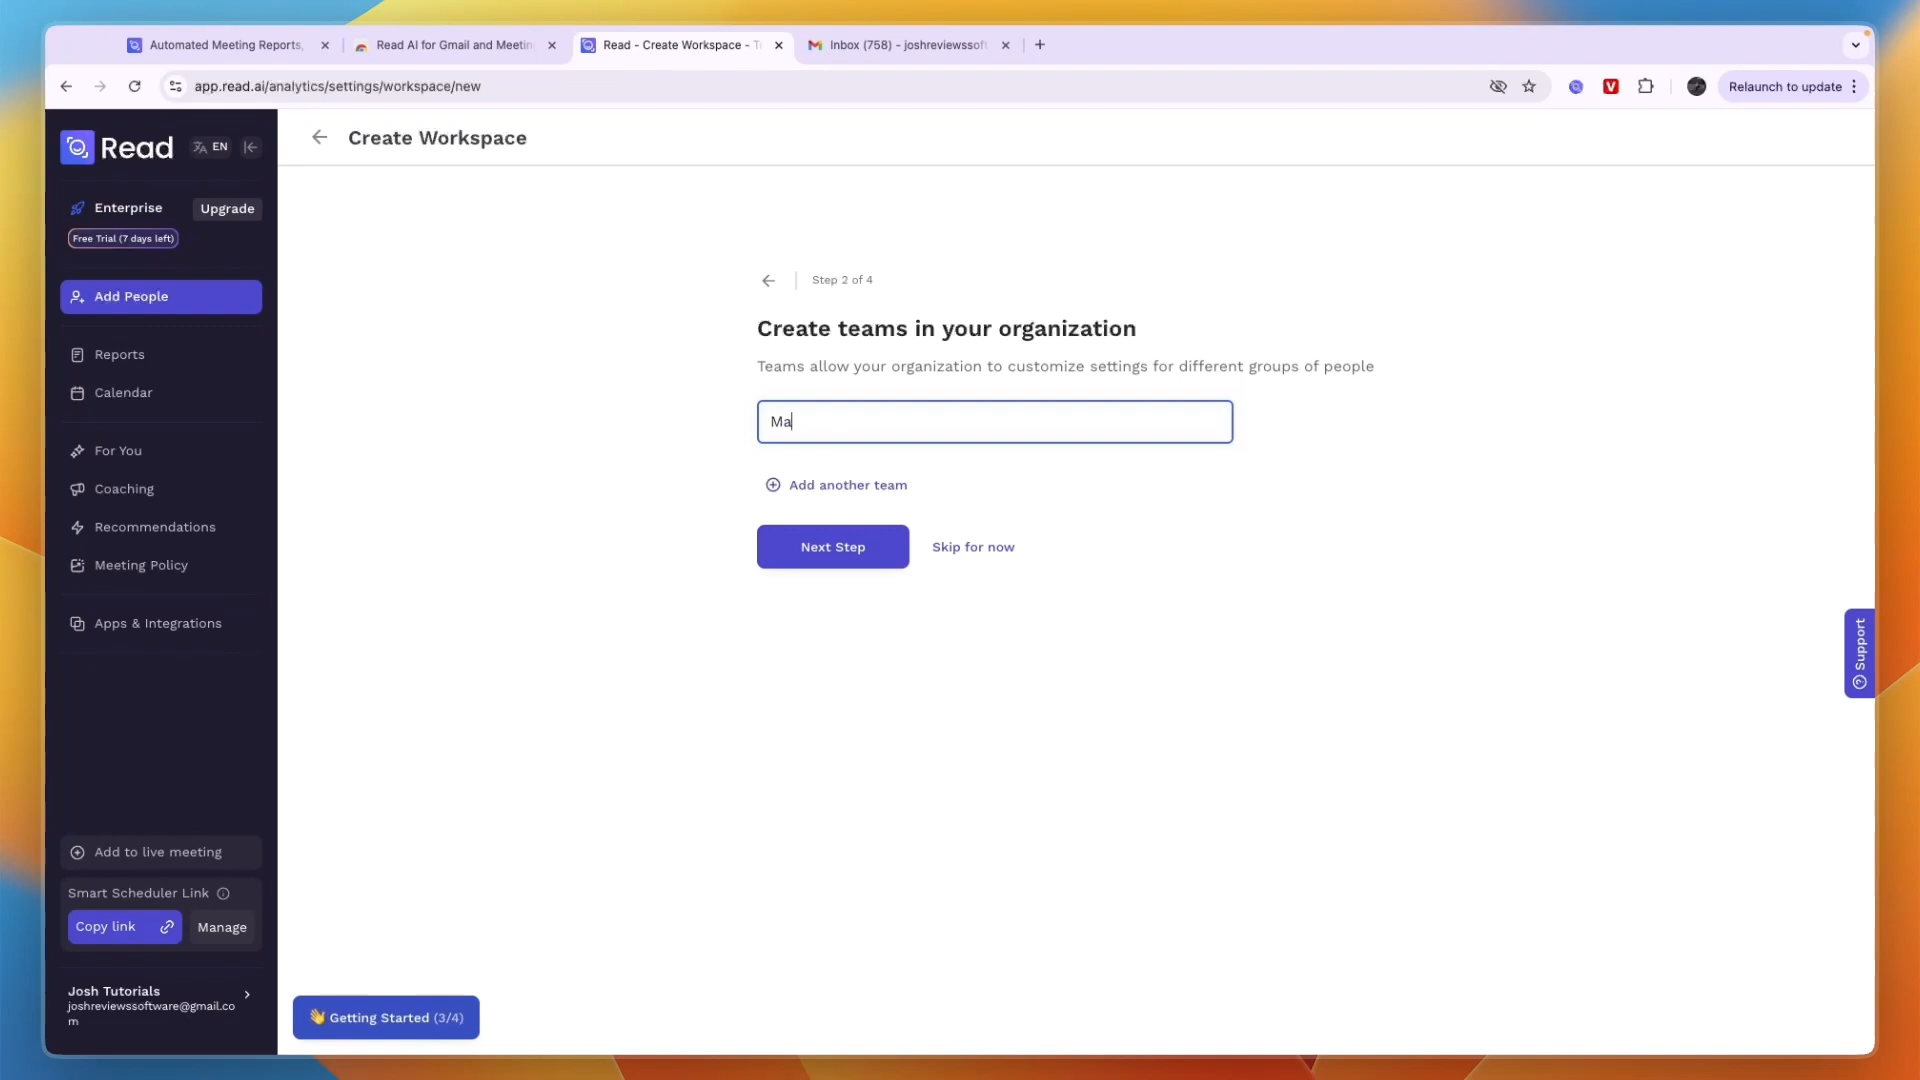 Automated Meeting Reports,
Read AI for Gmail and Meetin
Read - Create Workspace - T
Inbox (758) - joshreviewssoft
app.read.ai/analytics/settings/workspace/new
Relaunch to update
Read
EN
Create Workspace
Enterprise
Upgrade
Free Trial (7 days left)
Add People
Reports
Calendar
For You
Coaching
Recommendations
Meeting Policy
Apps & Integrations
Add to live meeting
Smart Scheduler Link
Copy link
Manage
Josh Tutorials
joshreviewssoftware@gmail.co
m
Step 2 of 4
Create teams in your organization
Teams allow your organization to customize settings for different groups of people
Ma
Add another team
Next Step
Skip for now
Support
👋 Getting Started (3/4)